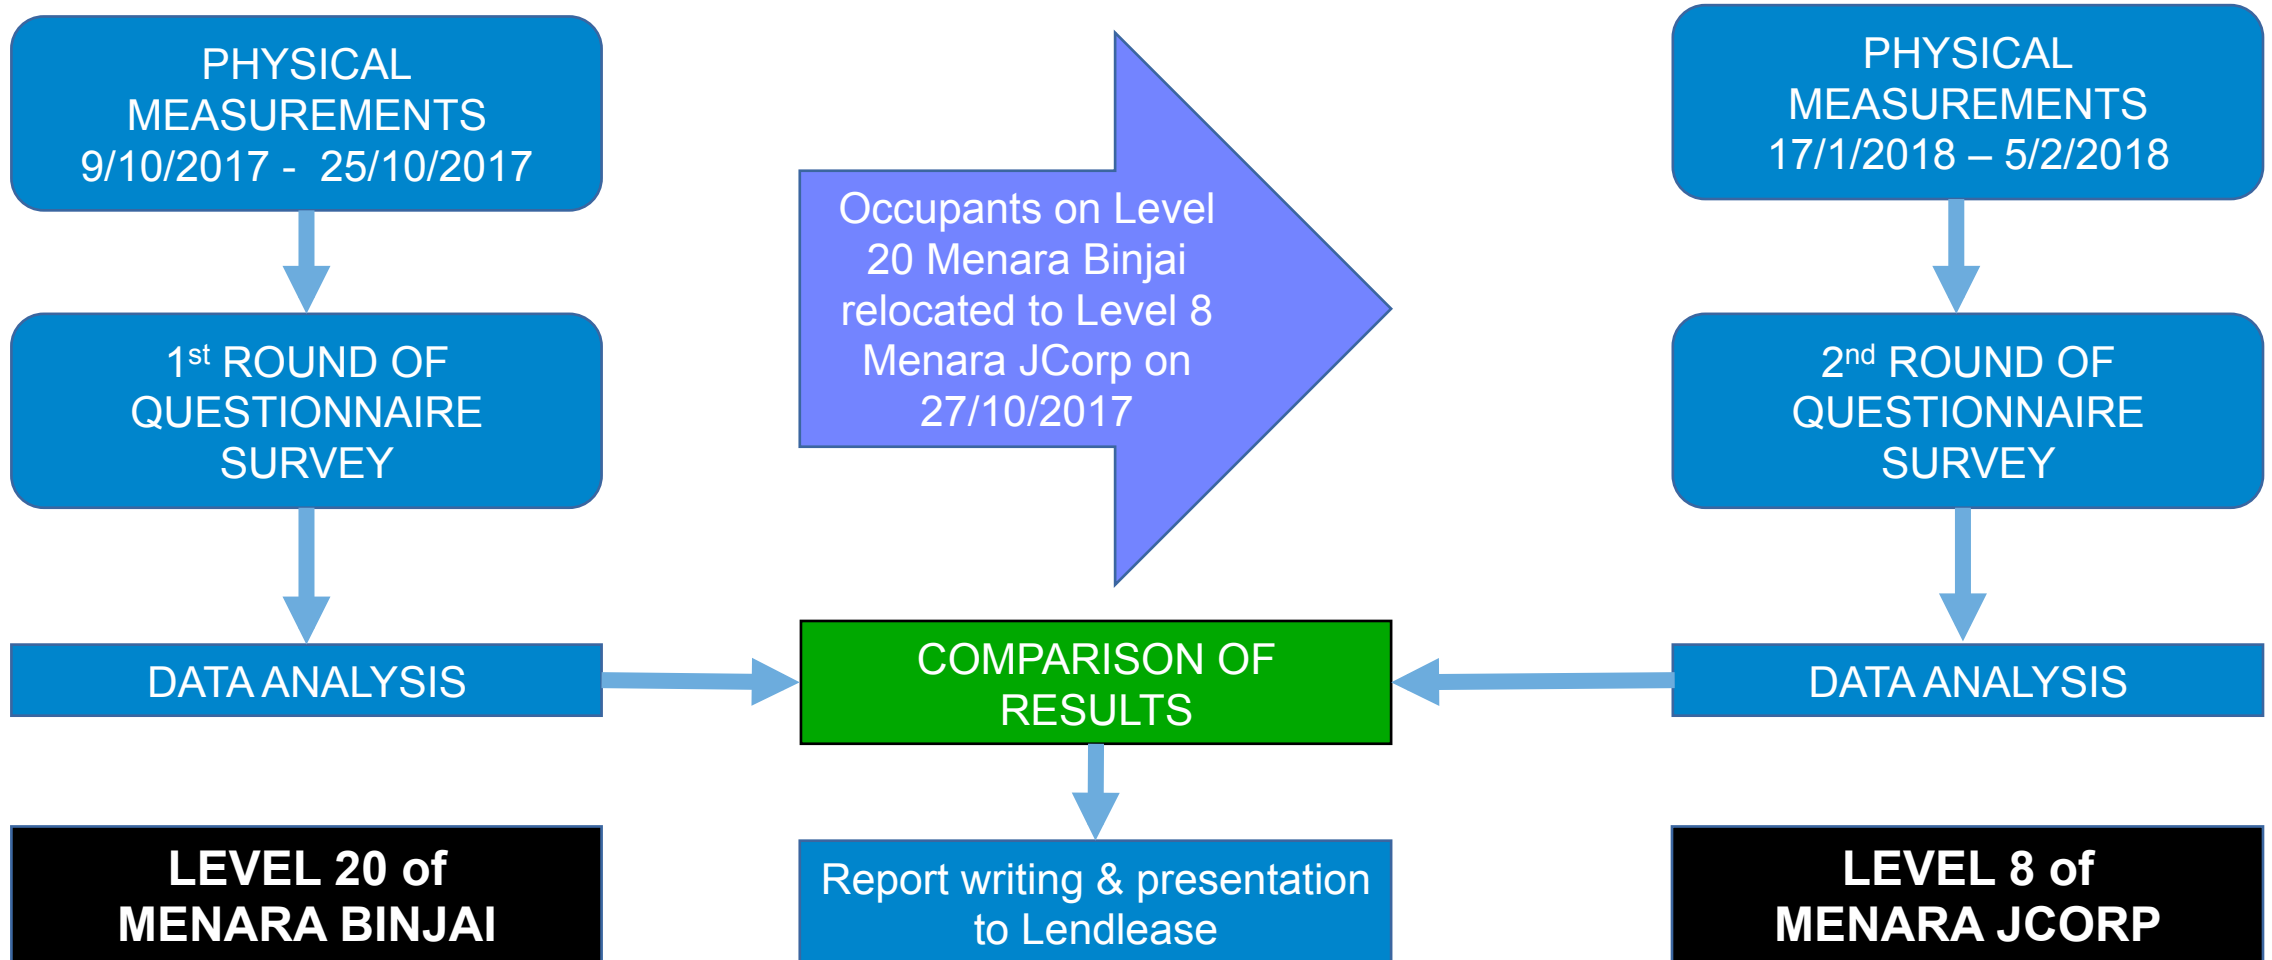 PHYSICAL
MEASUREMENTS
9/10/2017 - 25/10/2017
1st ROUND OF
QUESTIONNAIRE
SURVEY
DATA ANALYSIS
LEVEL 20 of
MENARA BINJAI
Occupants on Level
20 Menara Binjai
relocated to Level 8
Menara JCorp on
27/10/2017
COMPARISON OF
RESULTS
Report writing & presentation
to Lendlease
PHYSICAL
MEASUREMENTS
17/1/2018 – 5/2/2018
2nd ROUND OF
QUESTIONNAIRE
SURVEY
DATA ANALYSIS
LEVEL 8 of
MENARA JCORP